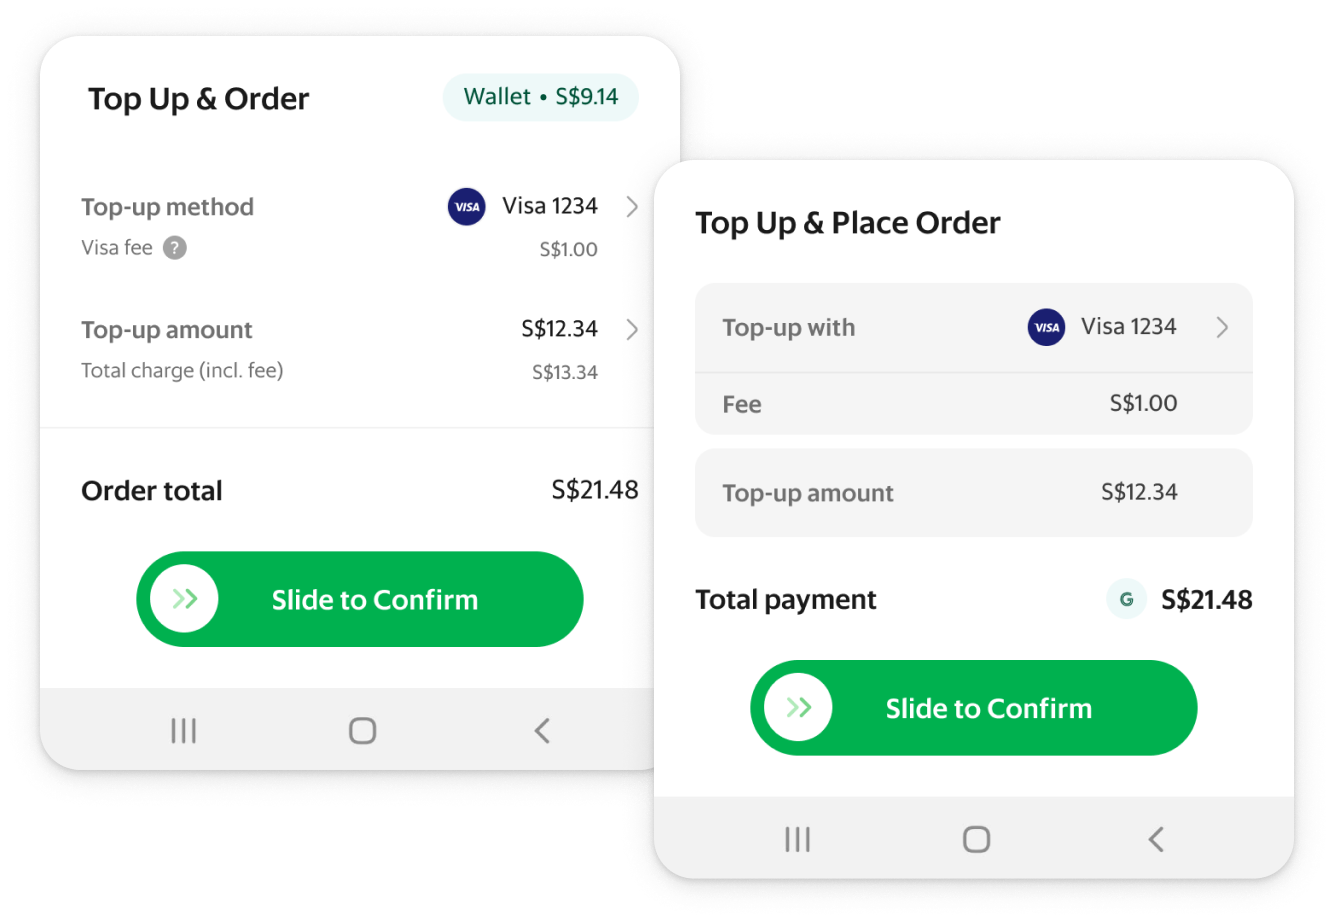 Top Up & Order
Wallet • S$9.14
Top-up method
VISA Visa 1234
Visa fee ?
S$1.00
Top-up amount
S$12.34
Total charge (incl. fee)
S$13.34
Order total
S$21.48
Slide to Confirm
Top Up & Place Order
Top-up with
VISA Visa 1234
Fee
S$1.00
Top-up amount
S$12.34
Total payment
G S$21.48
Slide to Confirm